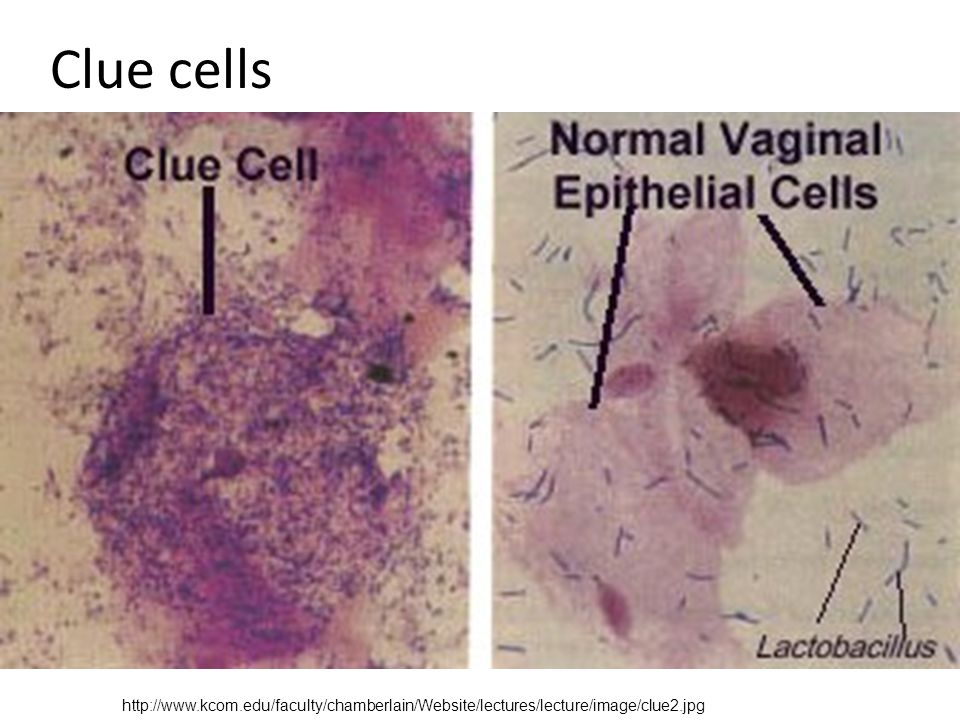 Clue cells
Clue Cell
Normal Vaginal
Epithelial Cells
Lactobacillus
http://www.kcom.edu/faculty/chamberlain/Website/lectures/lecture/image/clue2.jpg